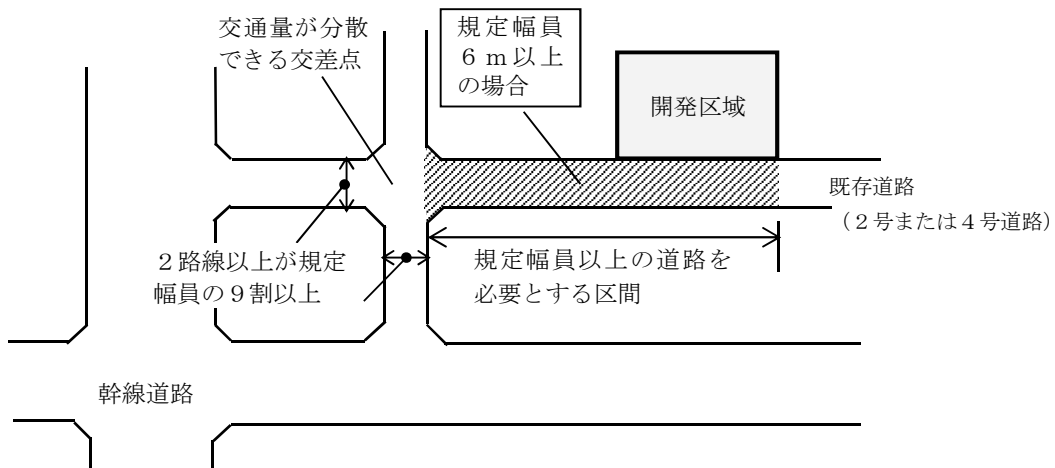 交通量が分散
できる交差点
規定幅員
６ｍ以上
の場合
開発区域
既存道路
（２号または４号道路）
２路線以上が規定
幅員の９割以上
規定幅員以上の道路を
必要とする区間
幹線道路